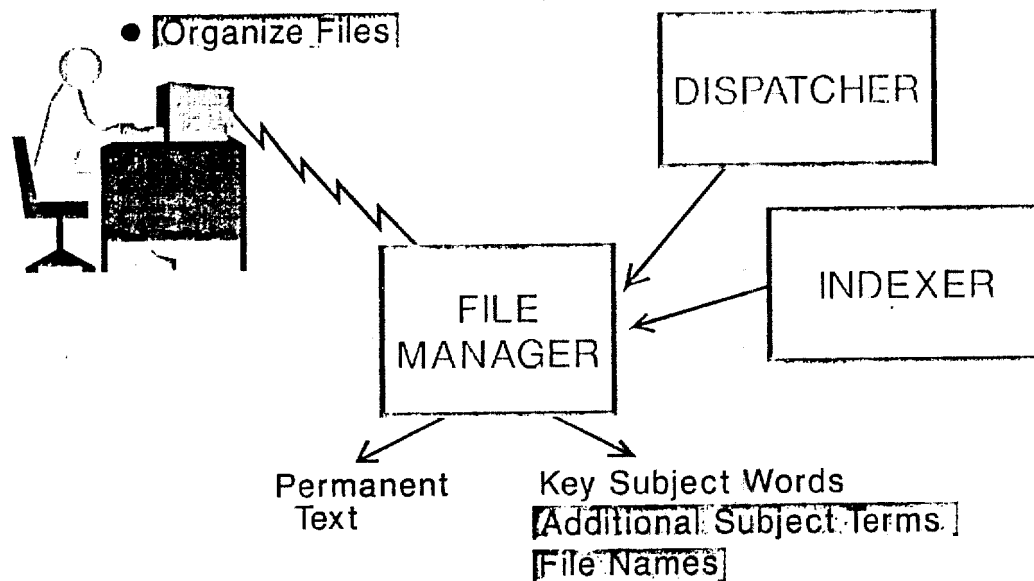 • [Organize Files]
DISPATCHER
INDEXER
FILE
MANAGER
Permanent
Text
Key Subject Words
[Additional Subject Terms]
[File Names]